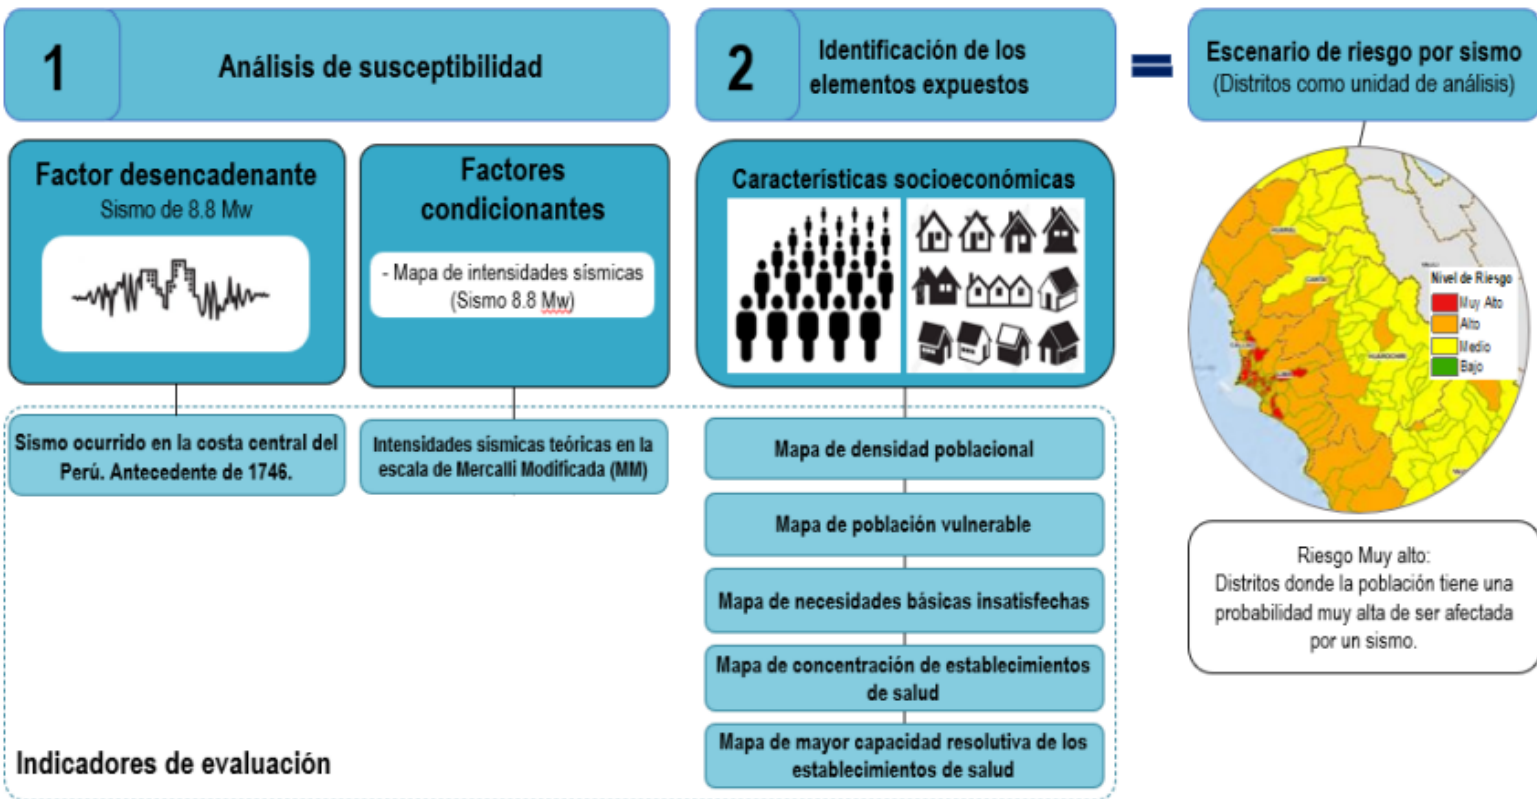 1
Análisis de susceptibilidad
2
Identificación de los
elementos expuestos
=
Escenario de riesgo por sismo
(Distritos como unidad de análisis)
Factor desencadenante
Sismo de 8.8 Mw
Factores
condicionantes
- Mapa de intensidades sísmicas
(Sismo 8.8 Mw)
Características socioeconómicas
Nivel de Riesgo
Muy Alto
Alto
Medio
Bajo
HUARAL
CANTA
CALLAO
LIMA
HUAROCHIRI
Sismo ocurrido en la costa central del
Perú. Antecedente de 1746.
Intensidades sísmicas teóricas en la
escala de Mercalli Modificada (MM)
Mapa de densidad poblacional
Mapa de población vulnerable
Mapa de necesidades básicas insatisfechas
Mapa de concentración de establecimientos
de salud
Mapa de mayor capacidad resolutiva de los
establecimientos de salud
Riesgo Muy alto:
Distritos donde la población tiene una
probabilidad muy alta de ser afectada
por un sismo.
Indicadores de evaluación